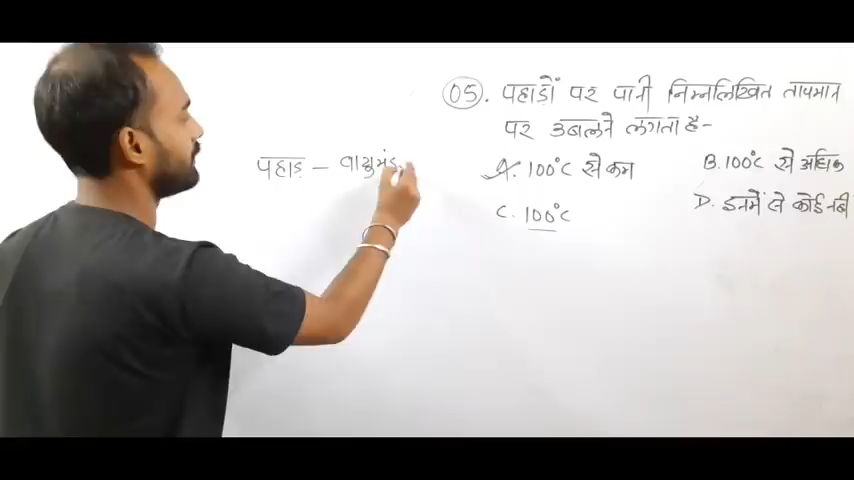 05. पहाड़ों पर पानी निम्नलिखित तापमान
पर उबलने लगता है-
A. 100°C से कम
B. 100°C से अधिक
C. 100°C
D. इनमें से कोई नहीं
पहाड़ - वायुमंड